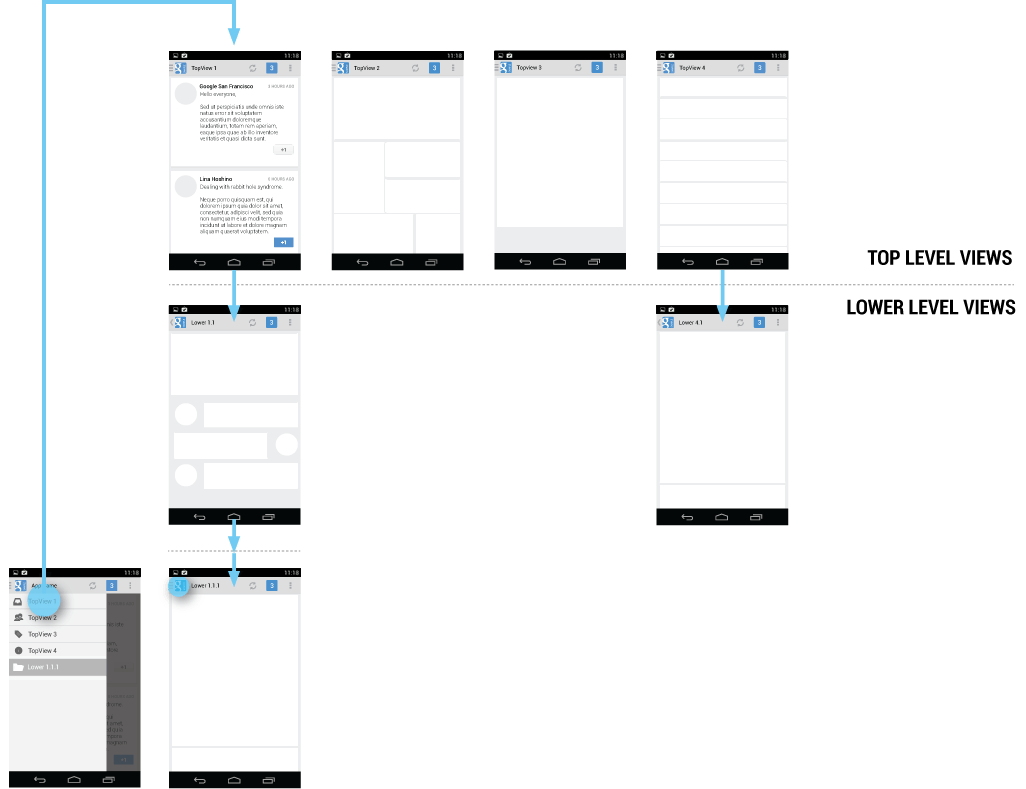 11:18
TopView 1
3
Google San Francisco
3 HOURS AGO
Hello everyone,
Sed ut perspiciatis unde omnis iste
natus error sit voluptatem
accusantium doloremque
laudantium, totam rem aperiam,
eaque ipsa quae ab illo inventore
veritatis et quasi dicta sunt.
+1
Lina Hoshino
Dealing with rabbit hole syndrome
Neque porro quisquam est, qui
dolorem ipsum quia dolor sit amet,
consectetur, adipisci velit, sed quia
non numquam eius modi tempora
incidunt ut labore et dolore magnam
aliquam quaerat voluptatem.
+1
11:18
TopView 2
3
11:18
TopView 3
3
11:18
TopView 4
3
TOP LEVEL VIEWS
LOWER LEVEL VIEWS
11:18
Lower 1.1
3
11:18
Lower 4.1
3
11:18
3
TopView 1
TopView 2
TopView 3
TopView 4
Lower 1.1.1
+1
+1
11:18
Lower 1.1.1
3